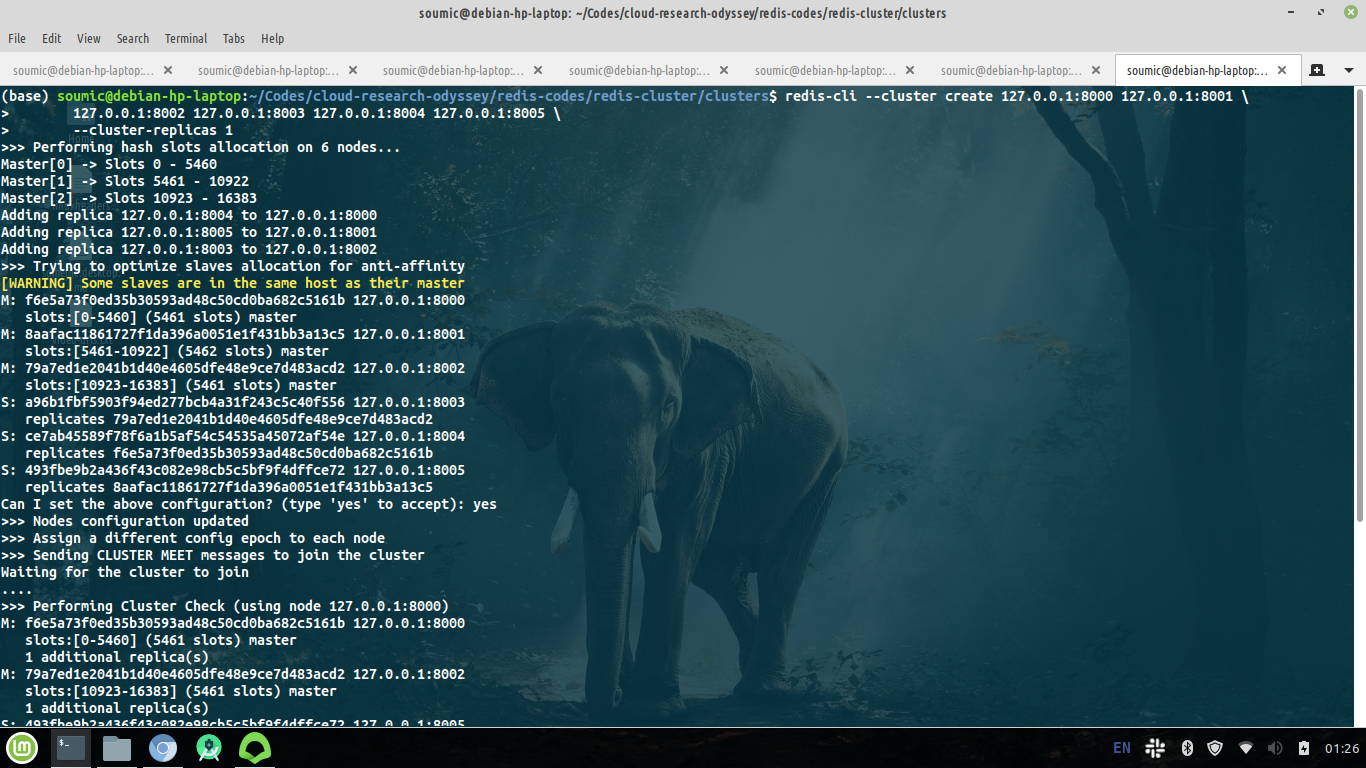 soumic@debian-hp-laptop: ~/Codes/cloud-research-odyssey/redis-codes/redis-cluster/clusters
File Edit View Search Terminal Tabs Help
soumic@debian-hp-laptop:... soumic@debian-hp-laptop:... soumic@debian-hp-laptop:... soumic@debian-hp-laptop:... soumic@debian-hp-laptop:... soumic@debian-hp-laptop:... soumic@debian-hp-laptop:...
(base) soumic@debian-hp-laptop:~/Codes/cloud-research-odyssey/redis-codes/redis-cluster/clusters$ redis-cli --cluster create 127.0.0.1:8000 127.0.0.1:8001 \
> 127.0.0.1:8002 127.0.0.1:8003 127.0.0.1:8004 127.0.0.1:8005 \
> --cluster-replicas 1
>>> Performing hash slots allocation on 6 nodes...
Master[0] -> Slots 0 - 5460
Master[1] -> Slots 5461 - 10922
Master[2] -> Slots 10923 - 16383
Adding replica 127.0.0.1:8004 to 127.0.0.1:8000
Adding replica 127.0.0.1:8005 to 127.0.0.1:8001
Adding replica 127.0.0.1:8003 to 127.0.0.1:8002
>>> Trying to optimize slaves allocation for anti-affinity
[WARNING] Some slaves are in the same host as their master
M: f6e5a73f0ed35b30593ad48c50cd0ba682c5161b 127.0.0.1:8000
slots:[0-5460] (5461 slots) master
M: 8aafac11861727f1da396a0051e1f431bb3a13c5 127.0.0.1:8001
slots:[5461-10922] (5462 slots) master
M: 79a7ed1e2041b1d40e4605dfe48e9ce7d483acd2 127.0.0.1:8002
slots:[10923-16383] (5461 slots) master
S: a96b1fbf5903f94ed277bcb4a31f243c5c40f556 127.0.0.1:8003
replicates 79a7ed1e2041b1d40e4605dfe48e9ce7d483acd2
S: ce7ab45589f78f6a1b5af54c54535a45072af54e 127.0.0.1:8004
replicates f6e5a73f0ed35b30593ad48c50cd0ba682c5161b
S: 493fbe9b2a436f43c082e98cb5c5bf9f4dffce72 127.0.0.1:8005
replicates 8aafac11861727f1da396a0051e1f431bb3a13c5
Can I set the above configuration? (type 'yes' to accept): yes
>>> Nodes configuration updated
>>> Assign a different config epoch to each node
>>> Sending CLUSTER MEET messages to join the cluster
Waiting for the cluster to join
....
>>> Performing Cluster Check (using node 127.0.0.1:8000)
M: f6e5a73f0ed35b30593ad48c50cd0ba682c5161b 127.0.0.1:8000
slots:[0-5460] (5461 slots) master
1 additional replica(s)
M: 79a7ed1e2041b1d40e4605dfe48e9ce7d483acd2 127.0.0.1:8002
slots:[10923-16383] (5461 slots) master
1 additional replica(s)
S: 493fbe9b2a436f43c082e98cb5c5bf9f4dffce72 127.0.0.1:8005
EN 01:26